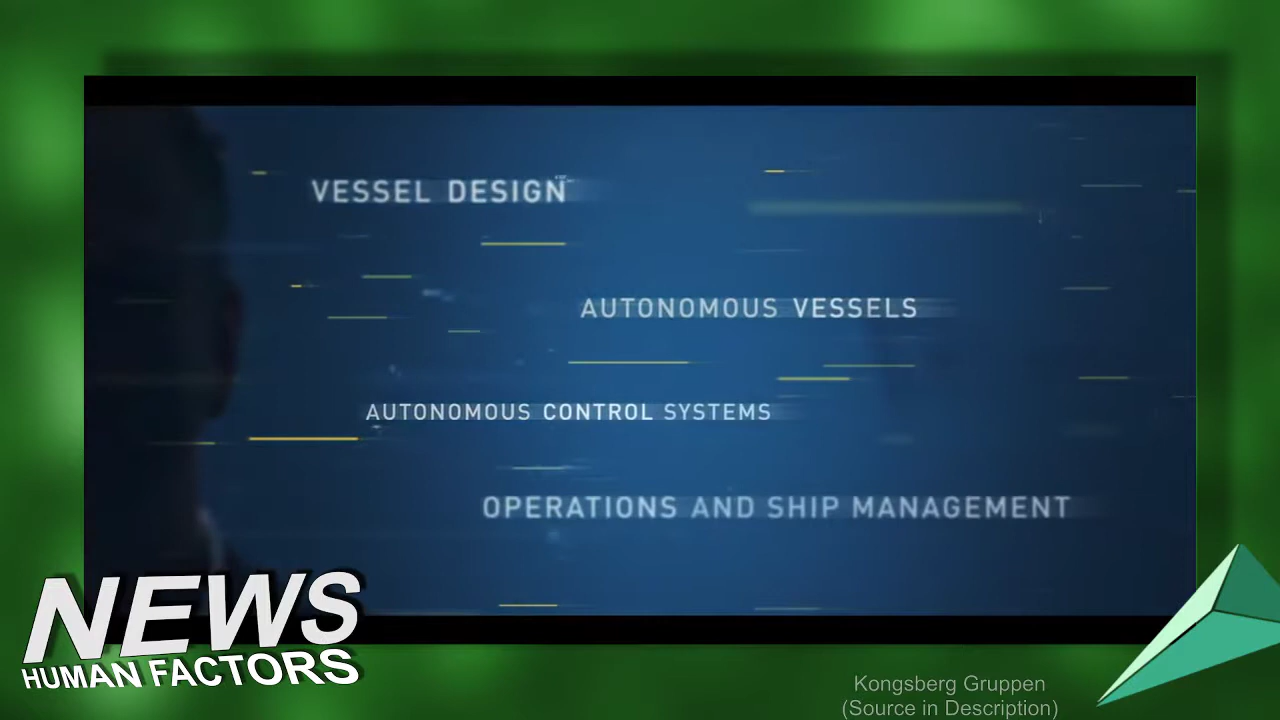 VESSEL DESIGN
AUTONOMOUS VESSELS
AUTONOMOUS CONTROL SYSTEMS
OPERATIONS AND SHIP MANAGEMENT
NEWS
HUMAN FACTORS
Kongsberg Gruppen
(Source in Description)